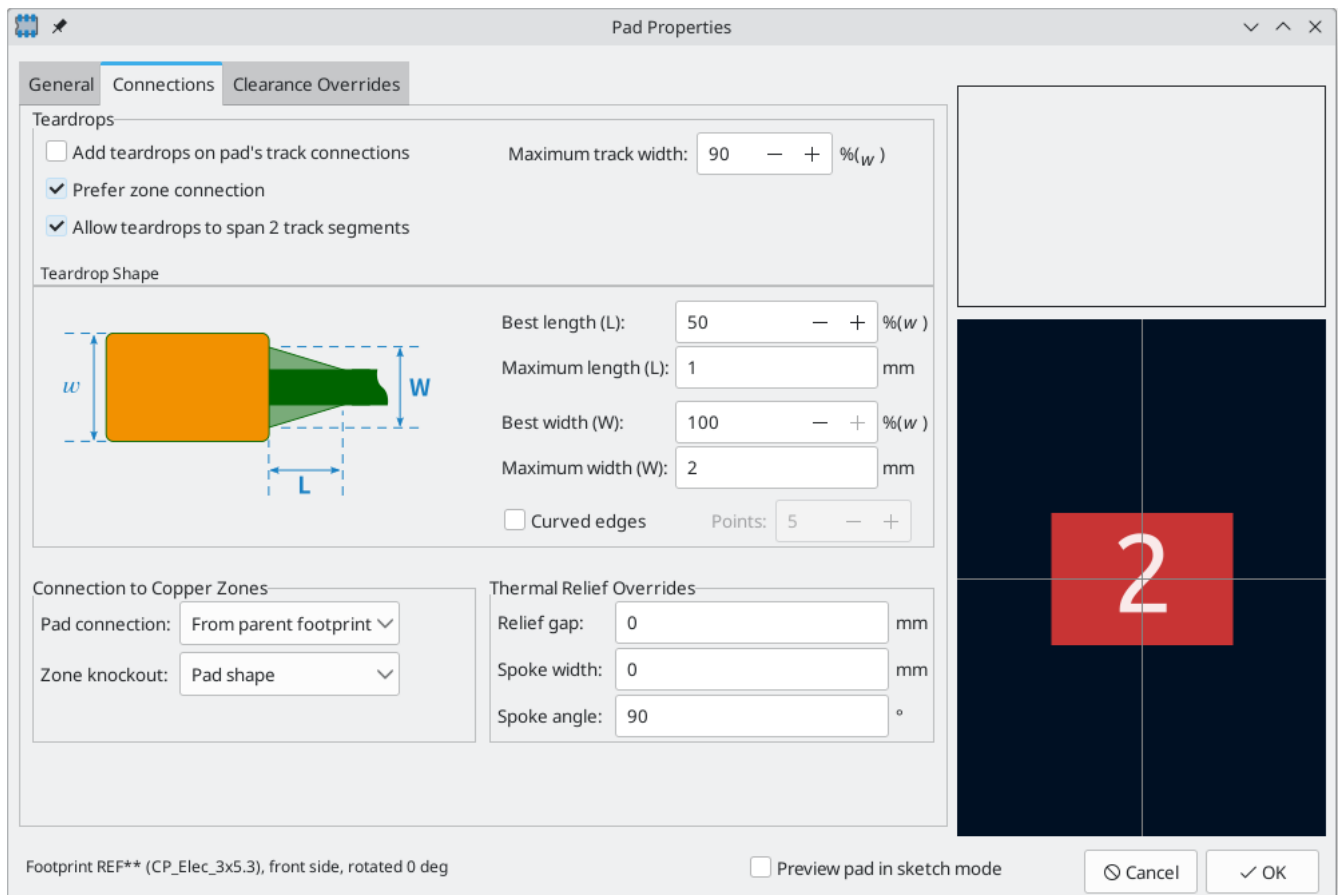 Pad Properties
General Connections Clearance Overrides
Teardrops
Add teardrops on pad's track connections
Maximum track width: 90 %(w)
Prefer zone connection
Allow teardrops to span 2 track segments
Teardrop Shape
w W L
Best length (L): 50 %(w)
Maximum length (L): 1 mm
Best width (W): 100 %(w)
Maximum width (W): 2 mm
Curved edges Points: 5
2
Connection to Copper Zones
Pad connection: From parent footprint
Zone knockout: Pad shape
Thermal Relief Overrides
Relief gap: 0 mm
Spoke width: 0 mm
Spoke angle: 90 °
Footprint REF** (CP_Elec_3x5.3), front side, rotated 0 deg
Preview pad in sketch mode
Cancel OK